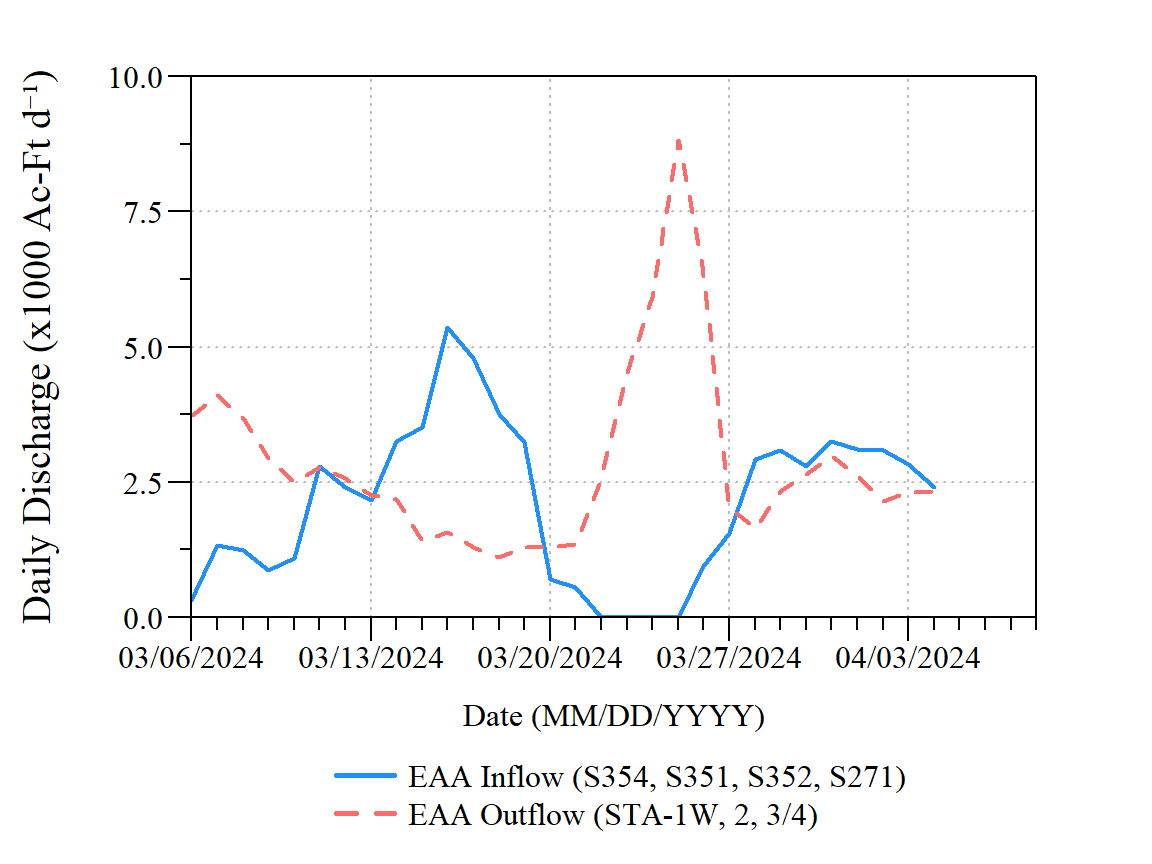 Daily Discharge (x1000 Ac-Ft d⁻¹)
10.0
7.5
5.0
2.5
0.0
03/06/2024 03/13/2024 03/20/2024 03/27/2024 04/03/2024
Date (MM/DD/YYYY)
EAA Inflow (S354, S351, S352, S271)
EAA Outflow (STA-1W, 2, 3/4)